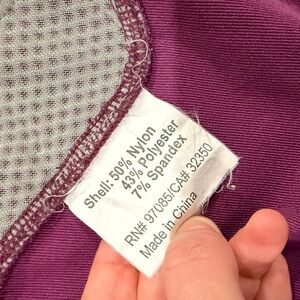 Shell: 50% Nylon
43% Polyester
7% Spandex
RN# 97085/CA# 32350
Made in China